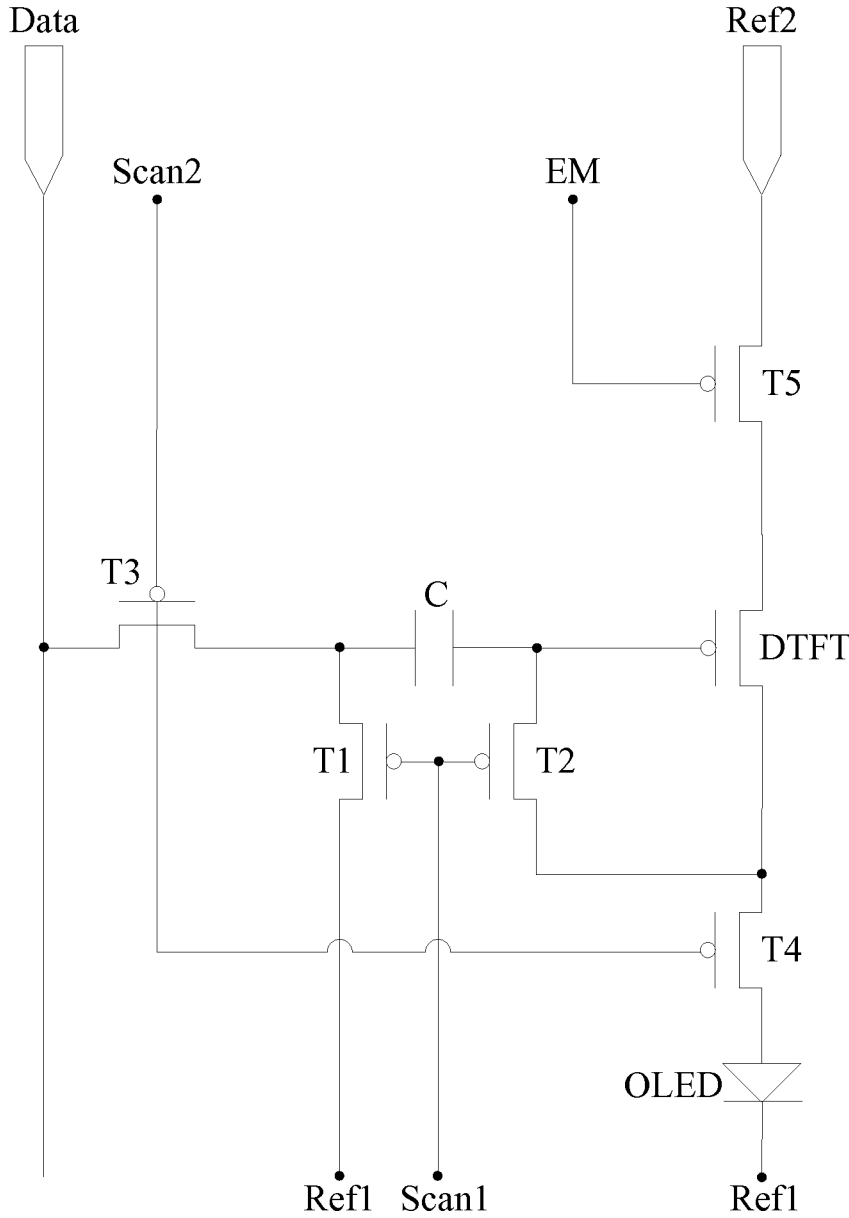 Data
Ref2
Scan2
EM
T5
T3
C
DTFT
T1
T2
T4
OLED
Ref1
Scan1
Ref1